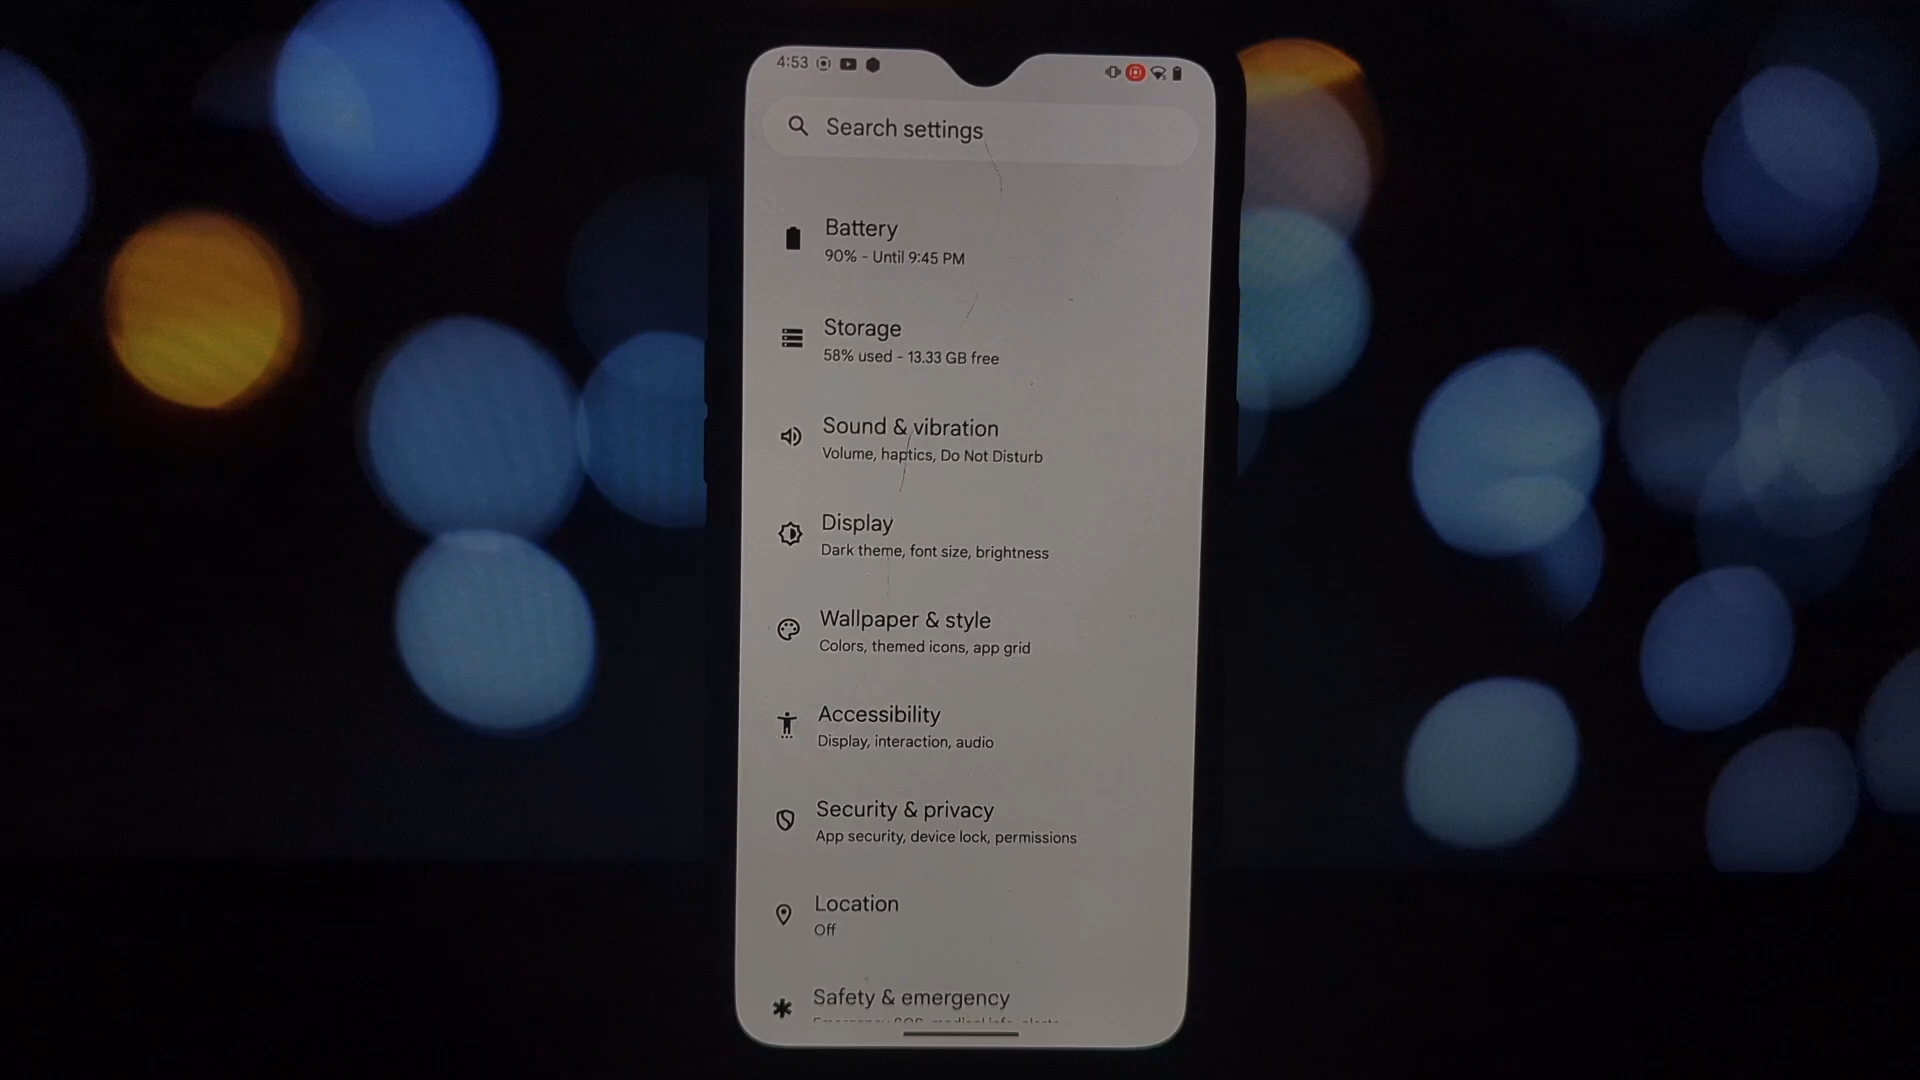 4:53
Search settings
Battery
90% - Until 9:45 PM
Storage
58% used - 13.33 GB free
Sound & vibration
Volume, haptics, Do Not Disturb
Display
Dark theme, font size, brightness
Wallpaper & style
Colors, themed icons, app grid
Accessibility
Display, interaction, audio
Security & privacy
App security, device lock, permissions
Location
Off
Safety & emergency